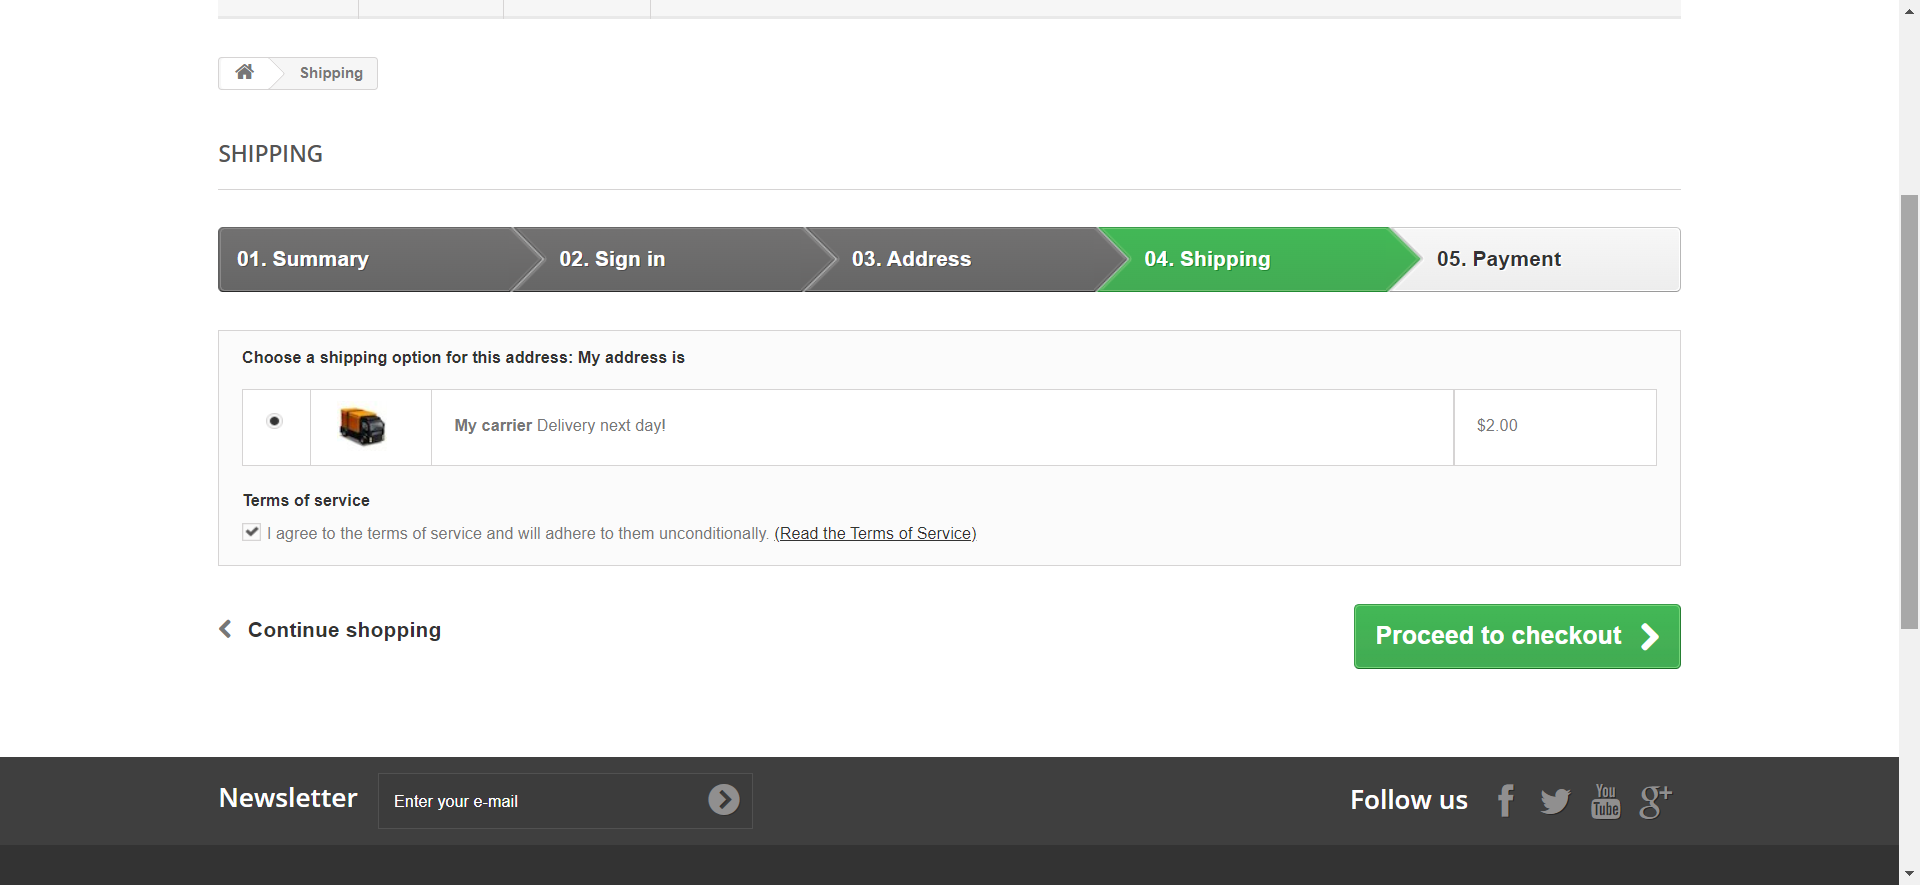 Shipping
SHIPPING
01. Summary
02. Sign in
03. Address
04. Shipping
05. Payment
Choose a shipping option for this address: My address is
My carrier Delivery next day!
$2.00
Terms of service
I agree to the terms of service and will adhere to them unconditionally. (Read the Terms of Service)
Continue shopping
Proceed to checkout
Newsletter
Enter your e-mail
Follow us
You
Tube
g+